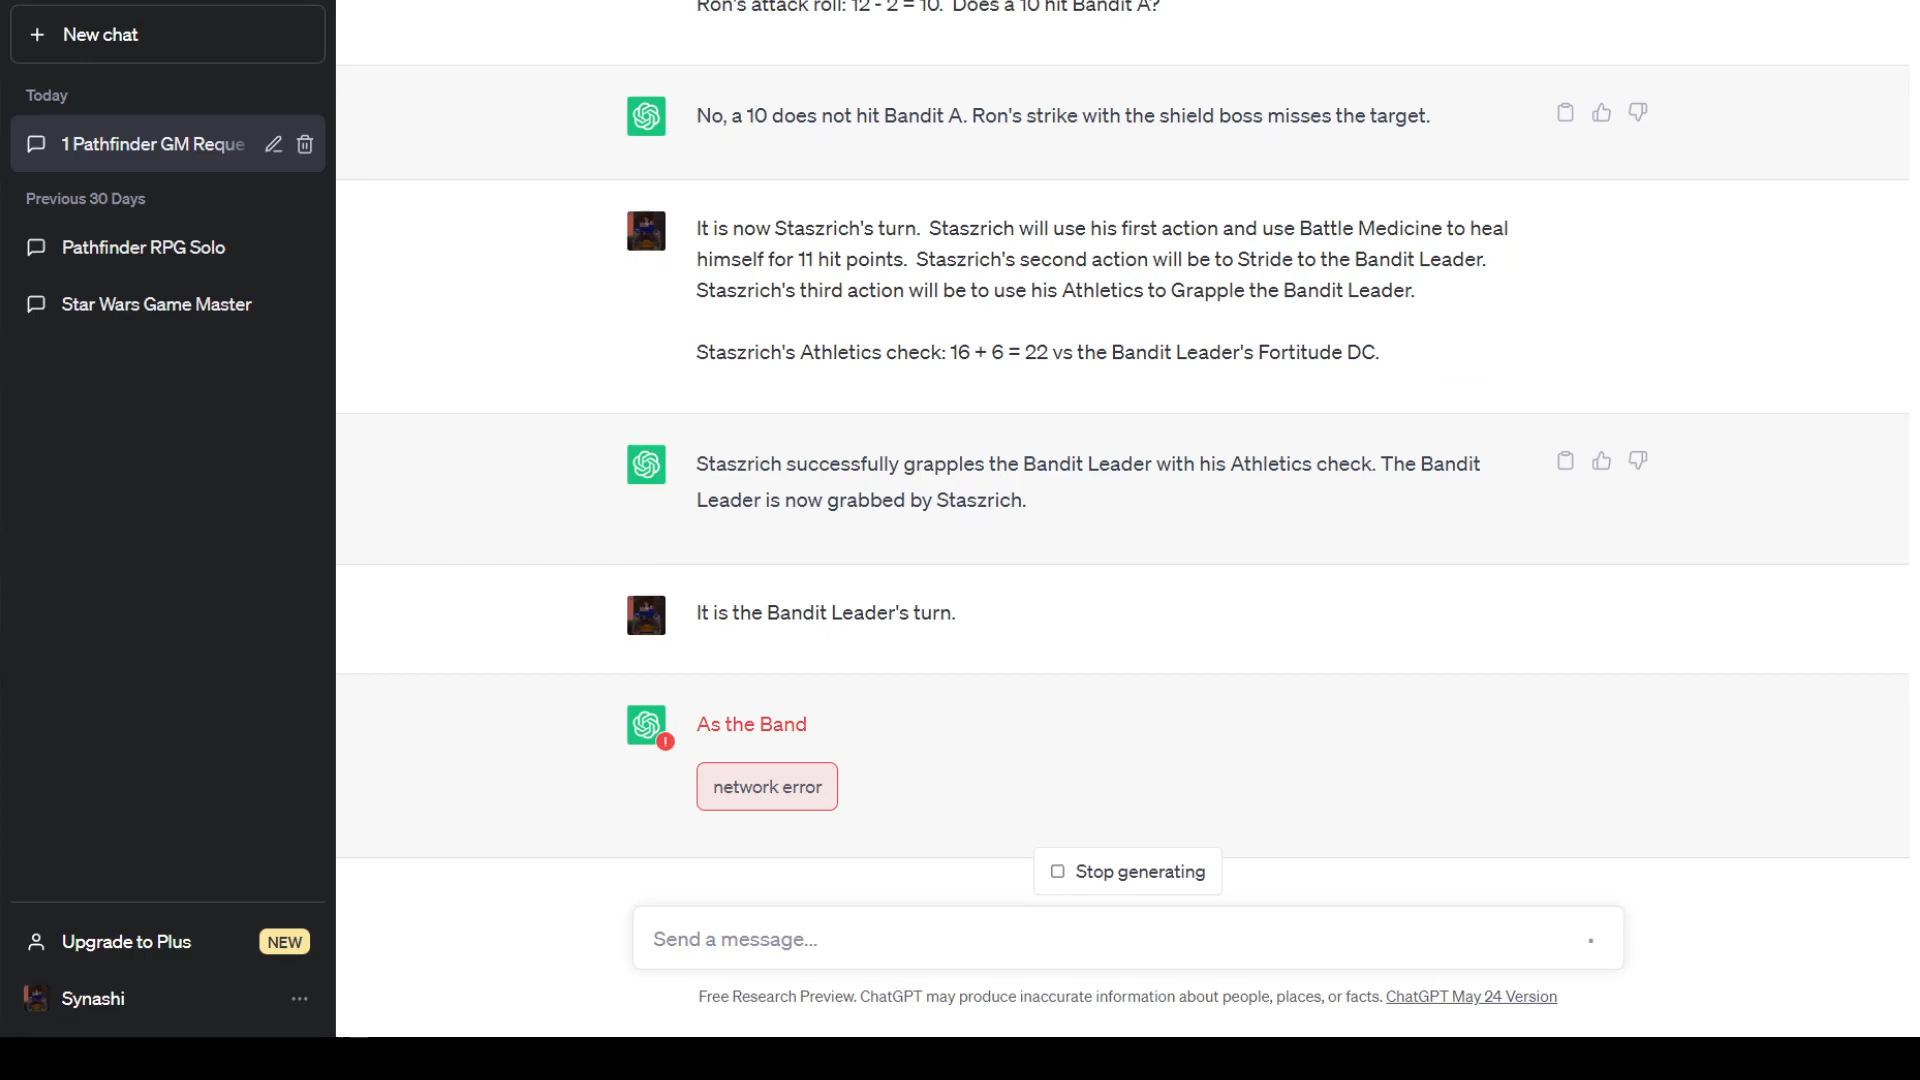 New chat
Today
1 Pathfinder GM Reque
Previous 30 Days
Pathfinder RPG Solo
Star Wars Game Master
Upgrade to Plus
NEW
Synashi
Ron's attack roll: 12 - 2 = 10.  Does a 10 hit Bandit A?
No, a 10 does not hit Bandit A. Ron's strike with the shield boss misses the target.
It is now Staszrich's turn.  Staszrich will use his first action and use Battle Medicine to heal
himself for 11 hit points.  Staszrich's second action will be to Stride to the Bandit Leader.
Staszrich's third action will be to use his Athletics to Grapple the Bandit Leader.
Staszrich's Athletics check: 16 + 6 = 22 vs the Bandit Leader's Fortitude DC.
Staszrich successfully grapples the Bandit Leader with his Athletics check. The Bandit
Leader is now grabbed by Staszrich.
It is the Bandit Leader's turn.
As the Band
network error
Stop generating
Send a message...
Free Research Preview. ChatGPT may produce inaccurate information about people, places, or facts. ChatGPT May 24 Version